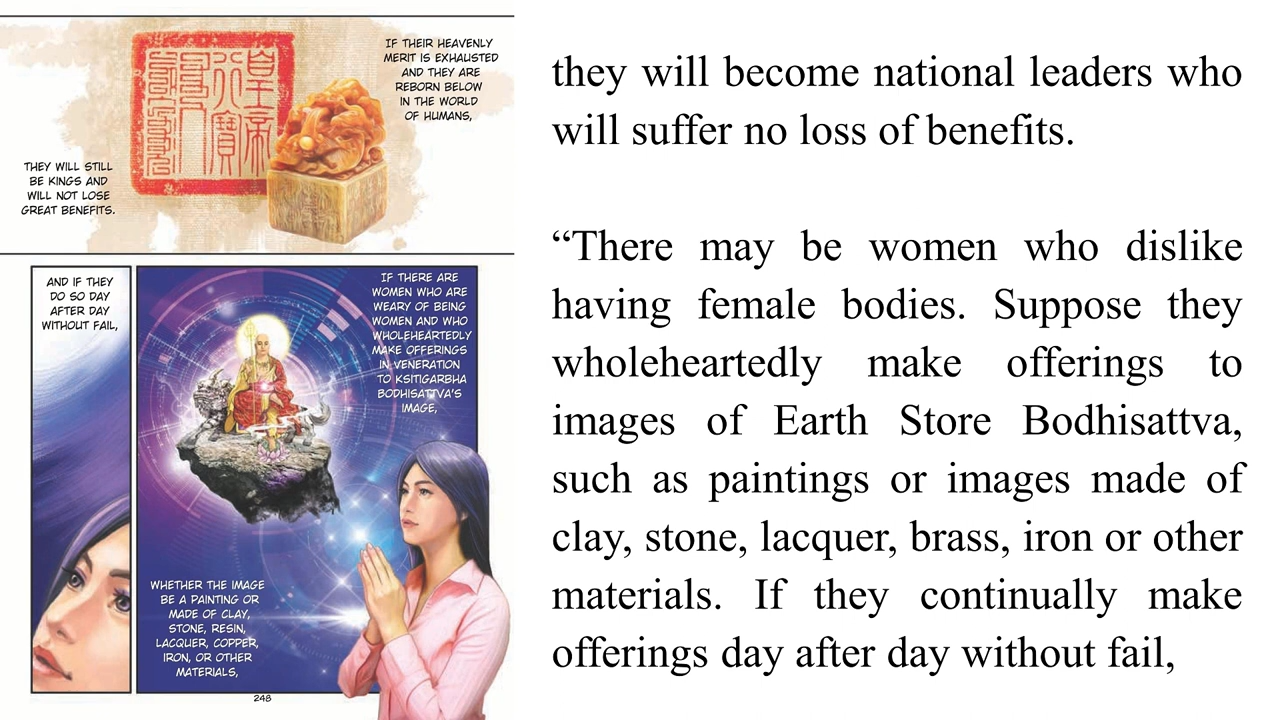 IF THEIR HEAVENLY
MERIT IS EXHAUSTED
AND THEY ARE
REBORN BELOW
IN THE WORLD
OF HUMANS,
THEY WILL STILL
BE KINGS AND
WILL NOT LOSE
GREAT BENEFITS.
皇帝
行寶
AND IF THEY
DO SO DAY
AFTER DAY
WITHOUT FAIL,
IF THERE ARE
WOMEN WHO ARE
WEARY OF BEING
WOMEN AND WHO
WHOLEHEARTEDLY
MAKE OFFERINGS
IN VENERATION
TO KSITIGARBHA
BODHISATTVA'S
IMAGE,
WHETHER THE IMAGE
BE A PAINTING OR
MADE OF CLAY,
STONE, RESIN,
LACQUER, COPPER,
IRON, OR OTHER
MATERIALS,
248
they will become national leaders who
will suffer no loss of benefits.
“There may be women who dislike
having female bodies. Suppose they
wholeheartedly make offerings to
images of Earth Store Bodhisattva,
such as paintings or images made of
clay, stone, lacquer, brass, iron or other
materials. If they continually make
offerings day after day without fail,